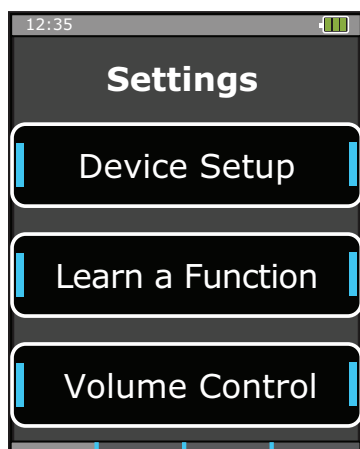 12:35
Settings
Device Setup
Learn a Function
Volume Control